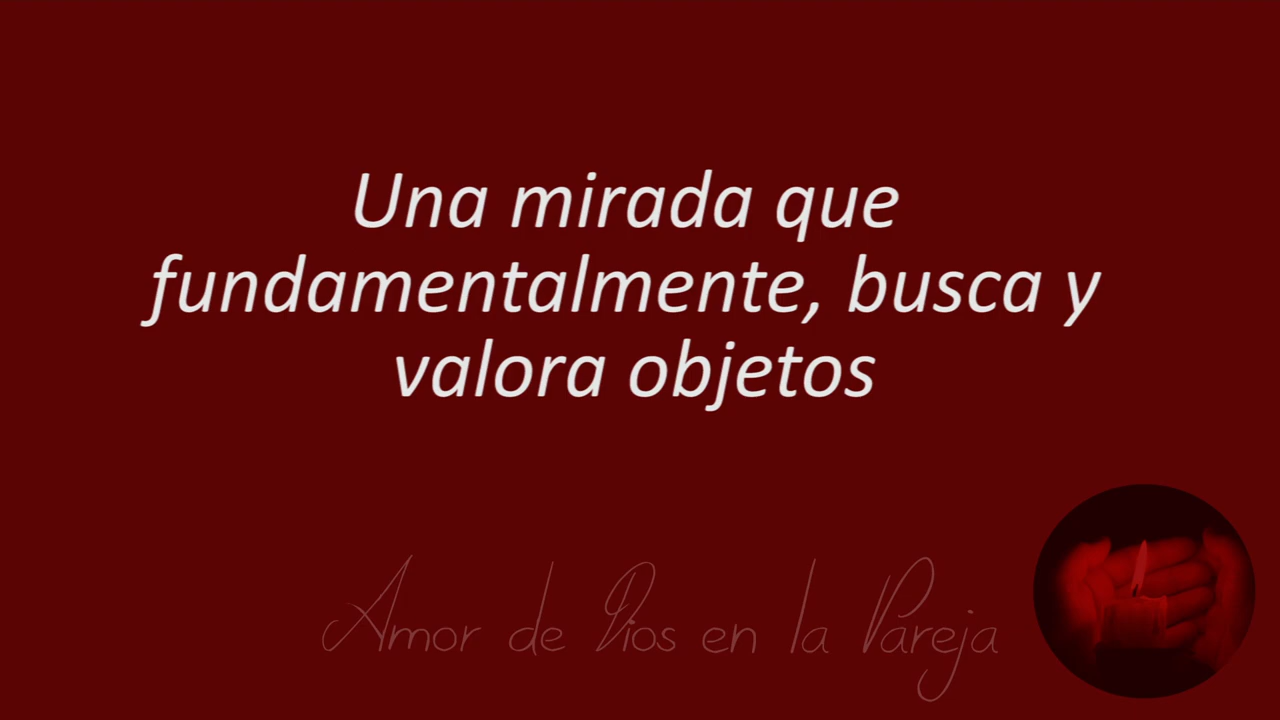 Una mirada que
fundamentalmente, busca y
valora objetos
Amor de Dios en la Pareja